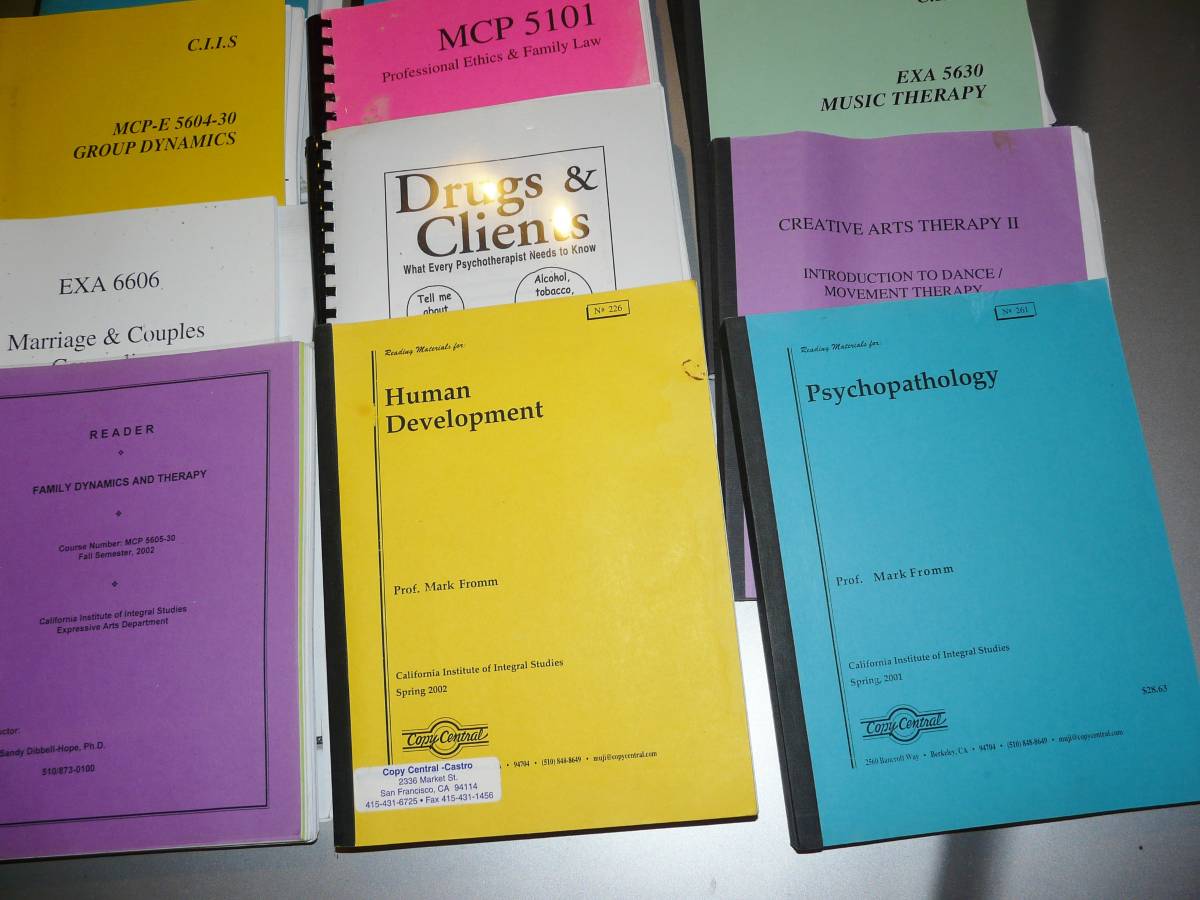 C.I.I.S
MCP-E 5604-30
GROUP DYNAMICS
MCP 5101
Professional Ethics & Family Law
EXA 5630
MUSIC THERAPY
EXA 6606
Marriage & Couples
Drugs &
Clients
What Every Psychotherapist Needs to Know
Tell me
about
Alcohol,
tobacco,
CREATIVE ARTS THERAPY II
INTRODUCTION TO DANCE /
MOVEMENT THERAPY
READER
FAMILY DYNAMICS AND THERAPY
Course Number: MCP 5605-30
Fall Semester, 2002
California Institute of Integral Studies
Expressive Arts Department
ctor:
Sandy Dibbell-Hope, Ph.D.
510/873-0100
Nº 226
Reading Materials for:
Human
Development
Prof. Mark Fromm
California Institute of Integral Studies
Spring 2002
Copy Central
• 94704 • (510) 848-8649 • muji@copycentral.com
Copy Central -Castro
2336 Market St.
San Francisco, CA 94114
415-431-6725 • Fax 415-431-1456
Nº 261
Reading Materials for:
Psychopathology
Prof. Mark Fromm
California Institute of Integral Studies
Spring, 2001
$28.63
Copy Central
2560 Bancroft Way • Berkeley, CA • 94704 • (510) 848-8649 • muji@copycentral.com